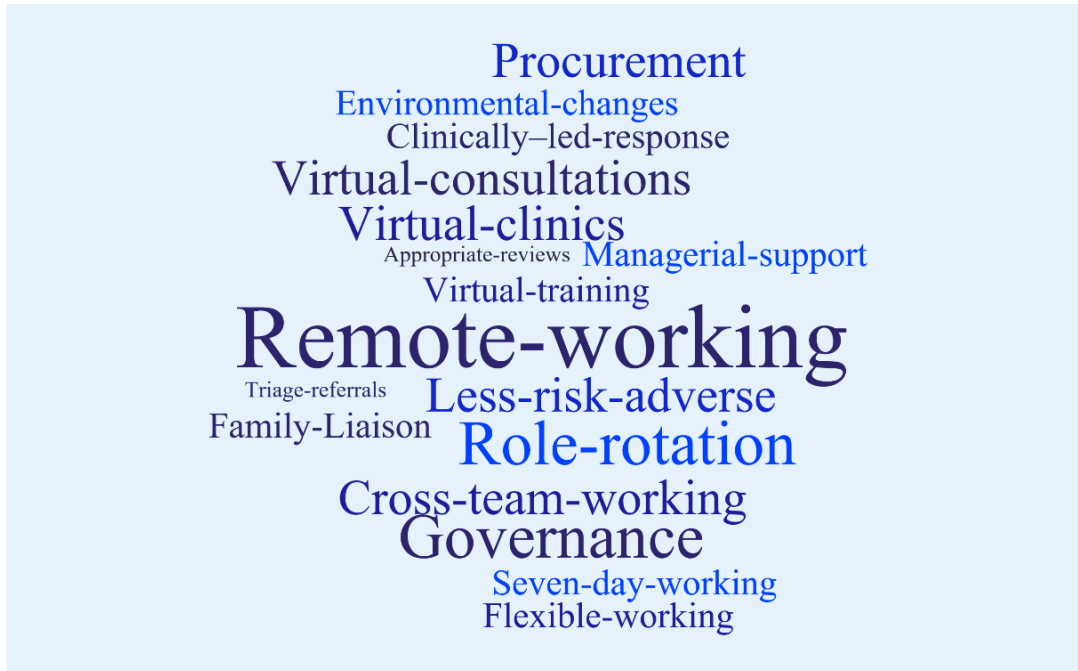 Procurement
Environmental-changes
Clinically–led-response
Virtual-consultations
Virtual-clinics
Appropriate-reviews Managerial-support
Virtual-training
Remote-working
Triage-referrals Less-risk-adverse
Family-Liaison
Role-rotation
Cross-team-working
Governance
Seven-day-working
Flexible-working